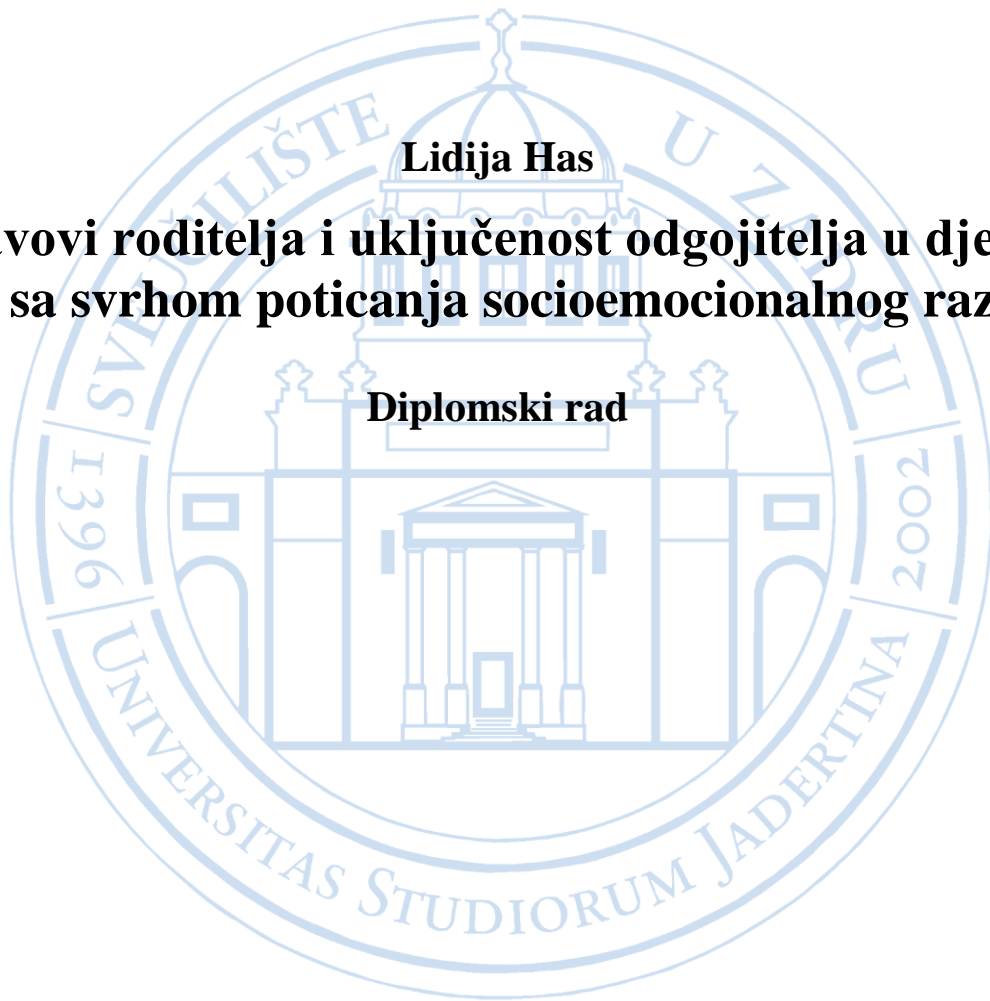 Lidija Has
vovi roditelja i uključenost odgojitelja u dje
sa svrhom poticanja socioemocionalnog raz
Diplomski rad
SVEUČILIŠTE U ZADRU
1396
2002
UNIVERSITAS STUDIORUM JADERTINA